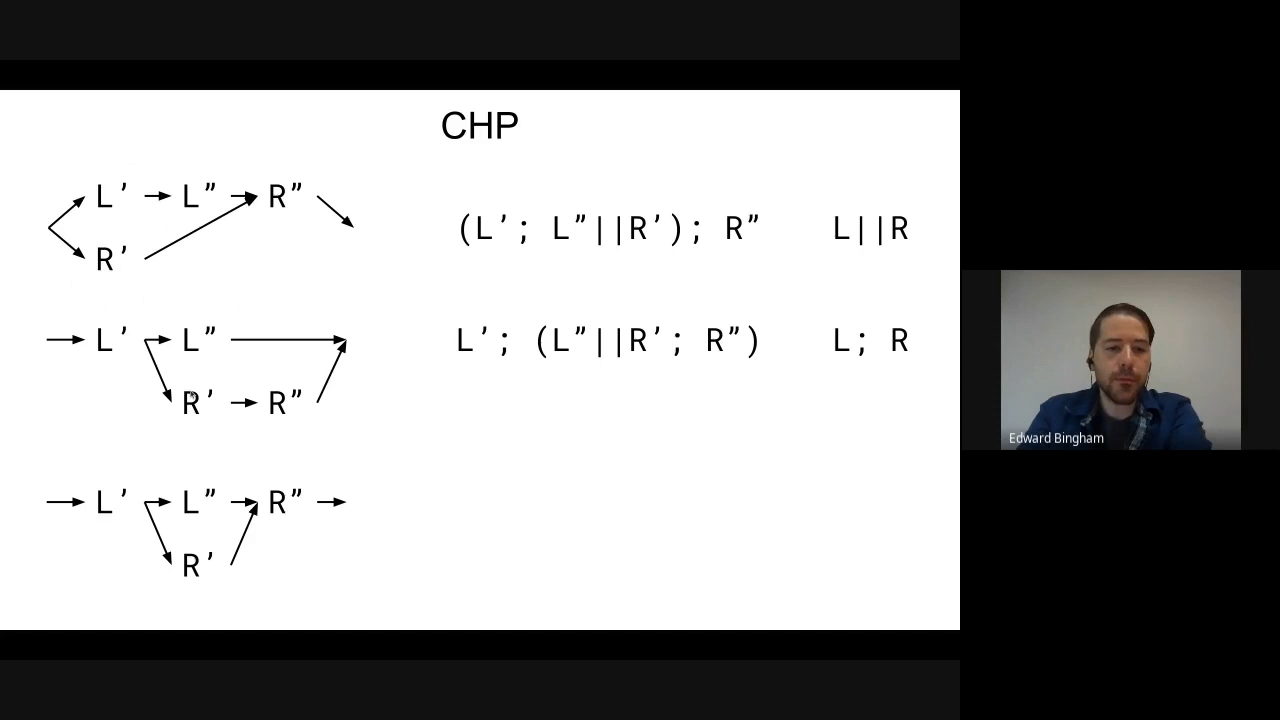 CHP
L’ L” R”
(L’; L”||R’); R” L||R
R’
L’ L”
L’; (L”||R’; R”) L; R
R’ R”
Edward Bingham
L’ L” R”
R’